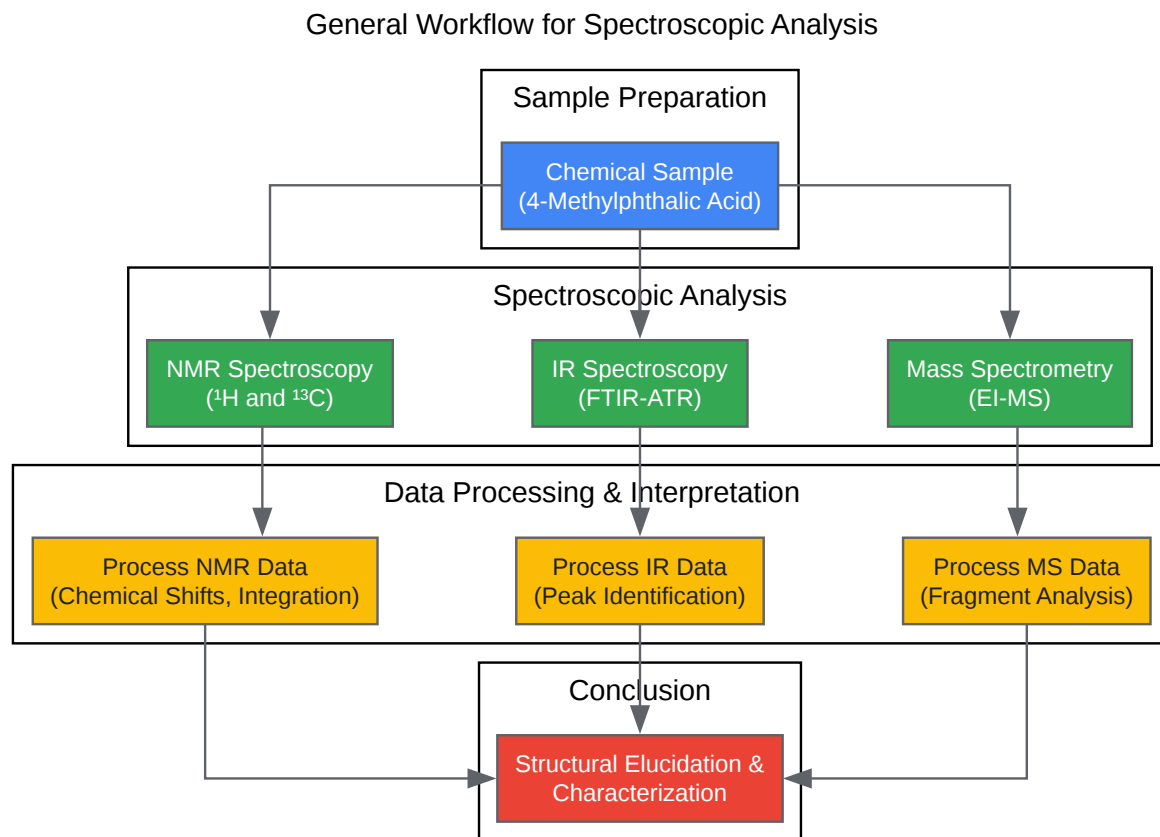 General Workflow for Spectroscopic Analysis
Sample Preparation
Chemical Sample
(4-Methylphthalic Acid)
Spectroscopic Analysis
NMR Spectroscopy
(¹H and ¹³C)
IR Spectroscopy
(FTIR-ATR)
Mass Spectrometry
(EI-MS)
Data Processing & Interpretation
Process NMR Data
(Chemical Shifts, Integration)
Process IR Data
(Peak Identification)
Process MS Data
(Fragment Analysis)
Conclusion
Structural Elucidation &
Characterization